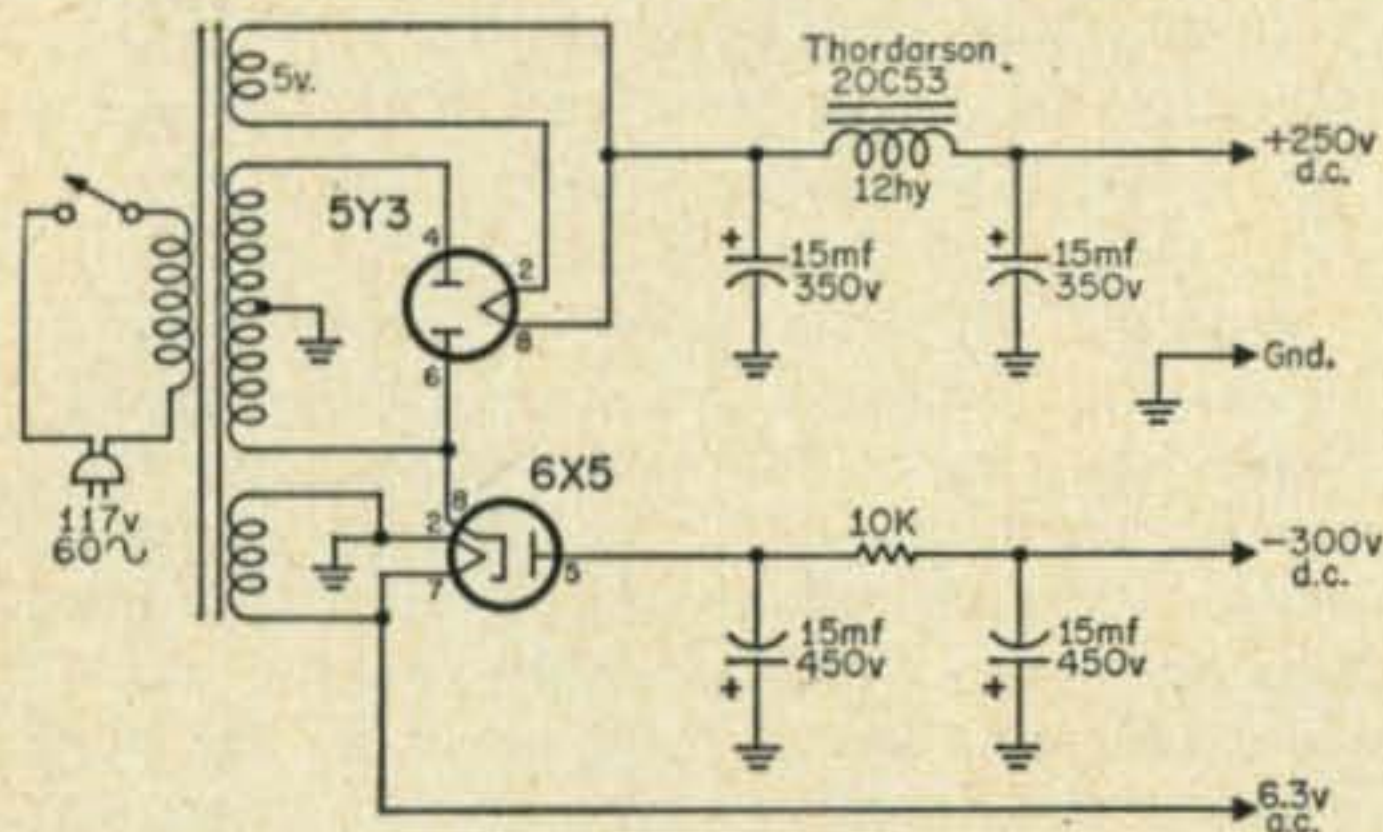 5v.
Thordarson
20C53
12hy
+250v
d.c.
5Y3
4
2
8
6
+
15mf
350v
+
15mf
350v
Gnd.
117v
60~
6X5
8
2
7
5
10K
-300v
d.c.
15mf
450v
+
15mf
450v
+
6.3v
a.c.